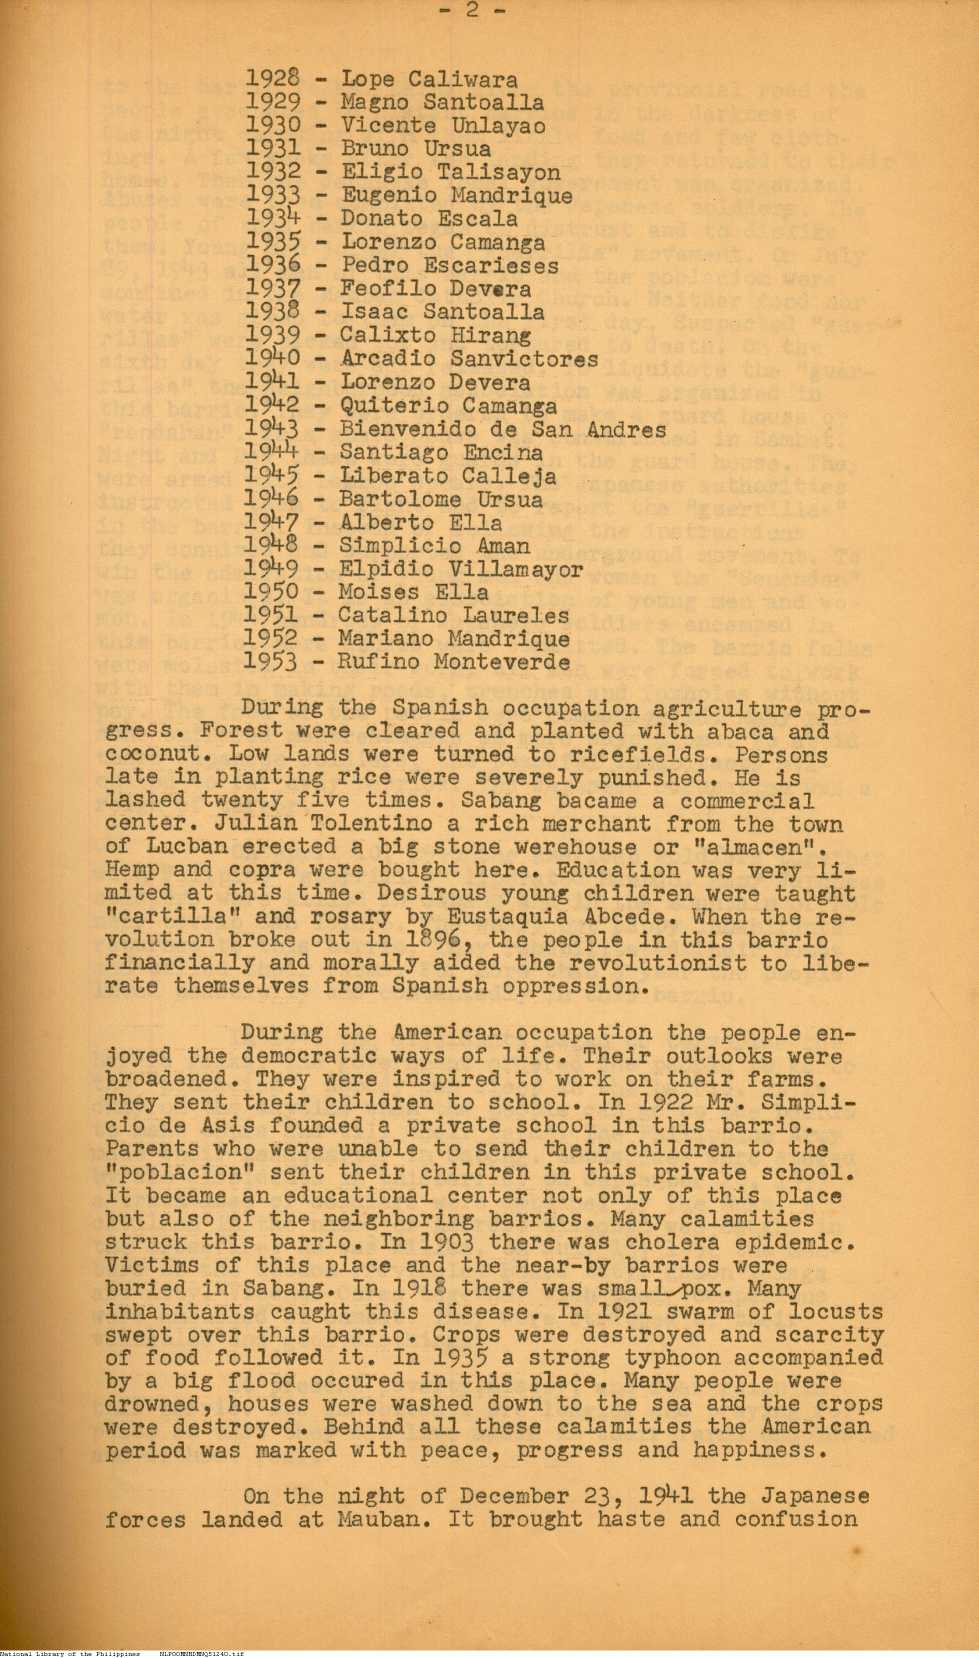 - 2 -
1928 - Lope Caliwara
1929 - Magno Santoalla
1930 - Vicente Unlayao
1931 - Bruno Ursua
1932 - Eligio Talisayon
1933 - Eugenio Mandrique
1934 - Donato Escala
1935 - Lorenzo Camanga
1936 - Pedro Escarieses
1937 - Feofilo Devera
1938 - Isaac Santoalla
1939 - Calixto Hirang
1940 - Arcadio Sanvictores
1941 - Lorenzo Devera
1942 - Quiterio Camanga
1943 - Bienvenido de San Andres
1944 - Santiago Encina
1945 - Liberato Calleja
1946 - Bartolome Ursua
1947 - Alberto Ella
1948 - Simplicio Aman
1949 - Elpidio Villamayor
1950 - Moises Ella
1951 - Catalino Laureles
1952 - Mariano Mandrique
1953 - Rufino Monteverde
During the Spanish occupation agriculture pro-
gress. Forest were cleared and planted with abaca and
coconut. Low lands were turned to ricefields. Persons
late in planting rice were severely punished. He is
lashed twenty five times. Sabang bacame a commercial
center. Julian Tolentino a rich merchant from the town
of Lucban erected a big stone werehouse or "almacen".
Hemp and copra were bought here. Education was very li-
mited at this time. Desirous young children were taught
"cartilla" and rosary by Eustaquia Abcede. When the re-
volution broke out in 1896, the people in this barrio
financially and morally aided the revolutionist to libe-
rate themselves from Spanish oppression.
During the American occupation the people en-
joyed the democratic ways of life. Their outlooks were
broadened. They were inspired to work on their farms.
They sent their children to school. In 1922 Mr. Simpli-
cio de Asis founded a private school in this barrio.
Parents who were unable to send their children to the
"poblacion" sent their children in this private school.
It became an educational center not only of this place
but also of the neighboring barrios. Many calamities
struck this barrio. In 1903 there was cholera epidemic.
Victims of this place and the near-by barrios were
buried in Sabang. In 1918 there was small pox. Many
inhabitants caught this disease. In 1921 swarm of locusts
swept over this barrio. Crops were destroyed and scarcity
of food followed it. In 1935 a strong typhoon accompanied
by a big flood occured in this place. Many people were
drowned, houses were washed down to the sea and the crops
were destroyed. Behind all these calamities the American
period was marked with peace, progress and happiness.
On the night of December 23, 1941 the Japanese
forces landed at Mauban. It brought haste and confusion
National Library of the Philippines